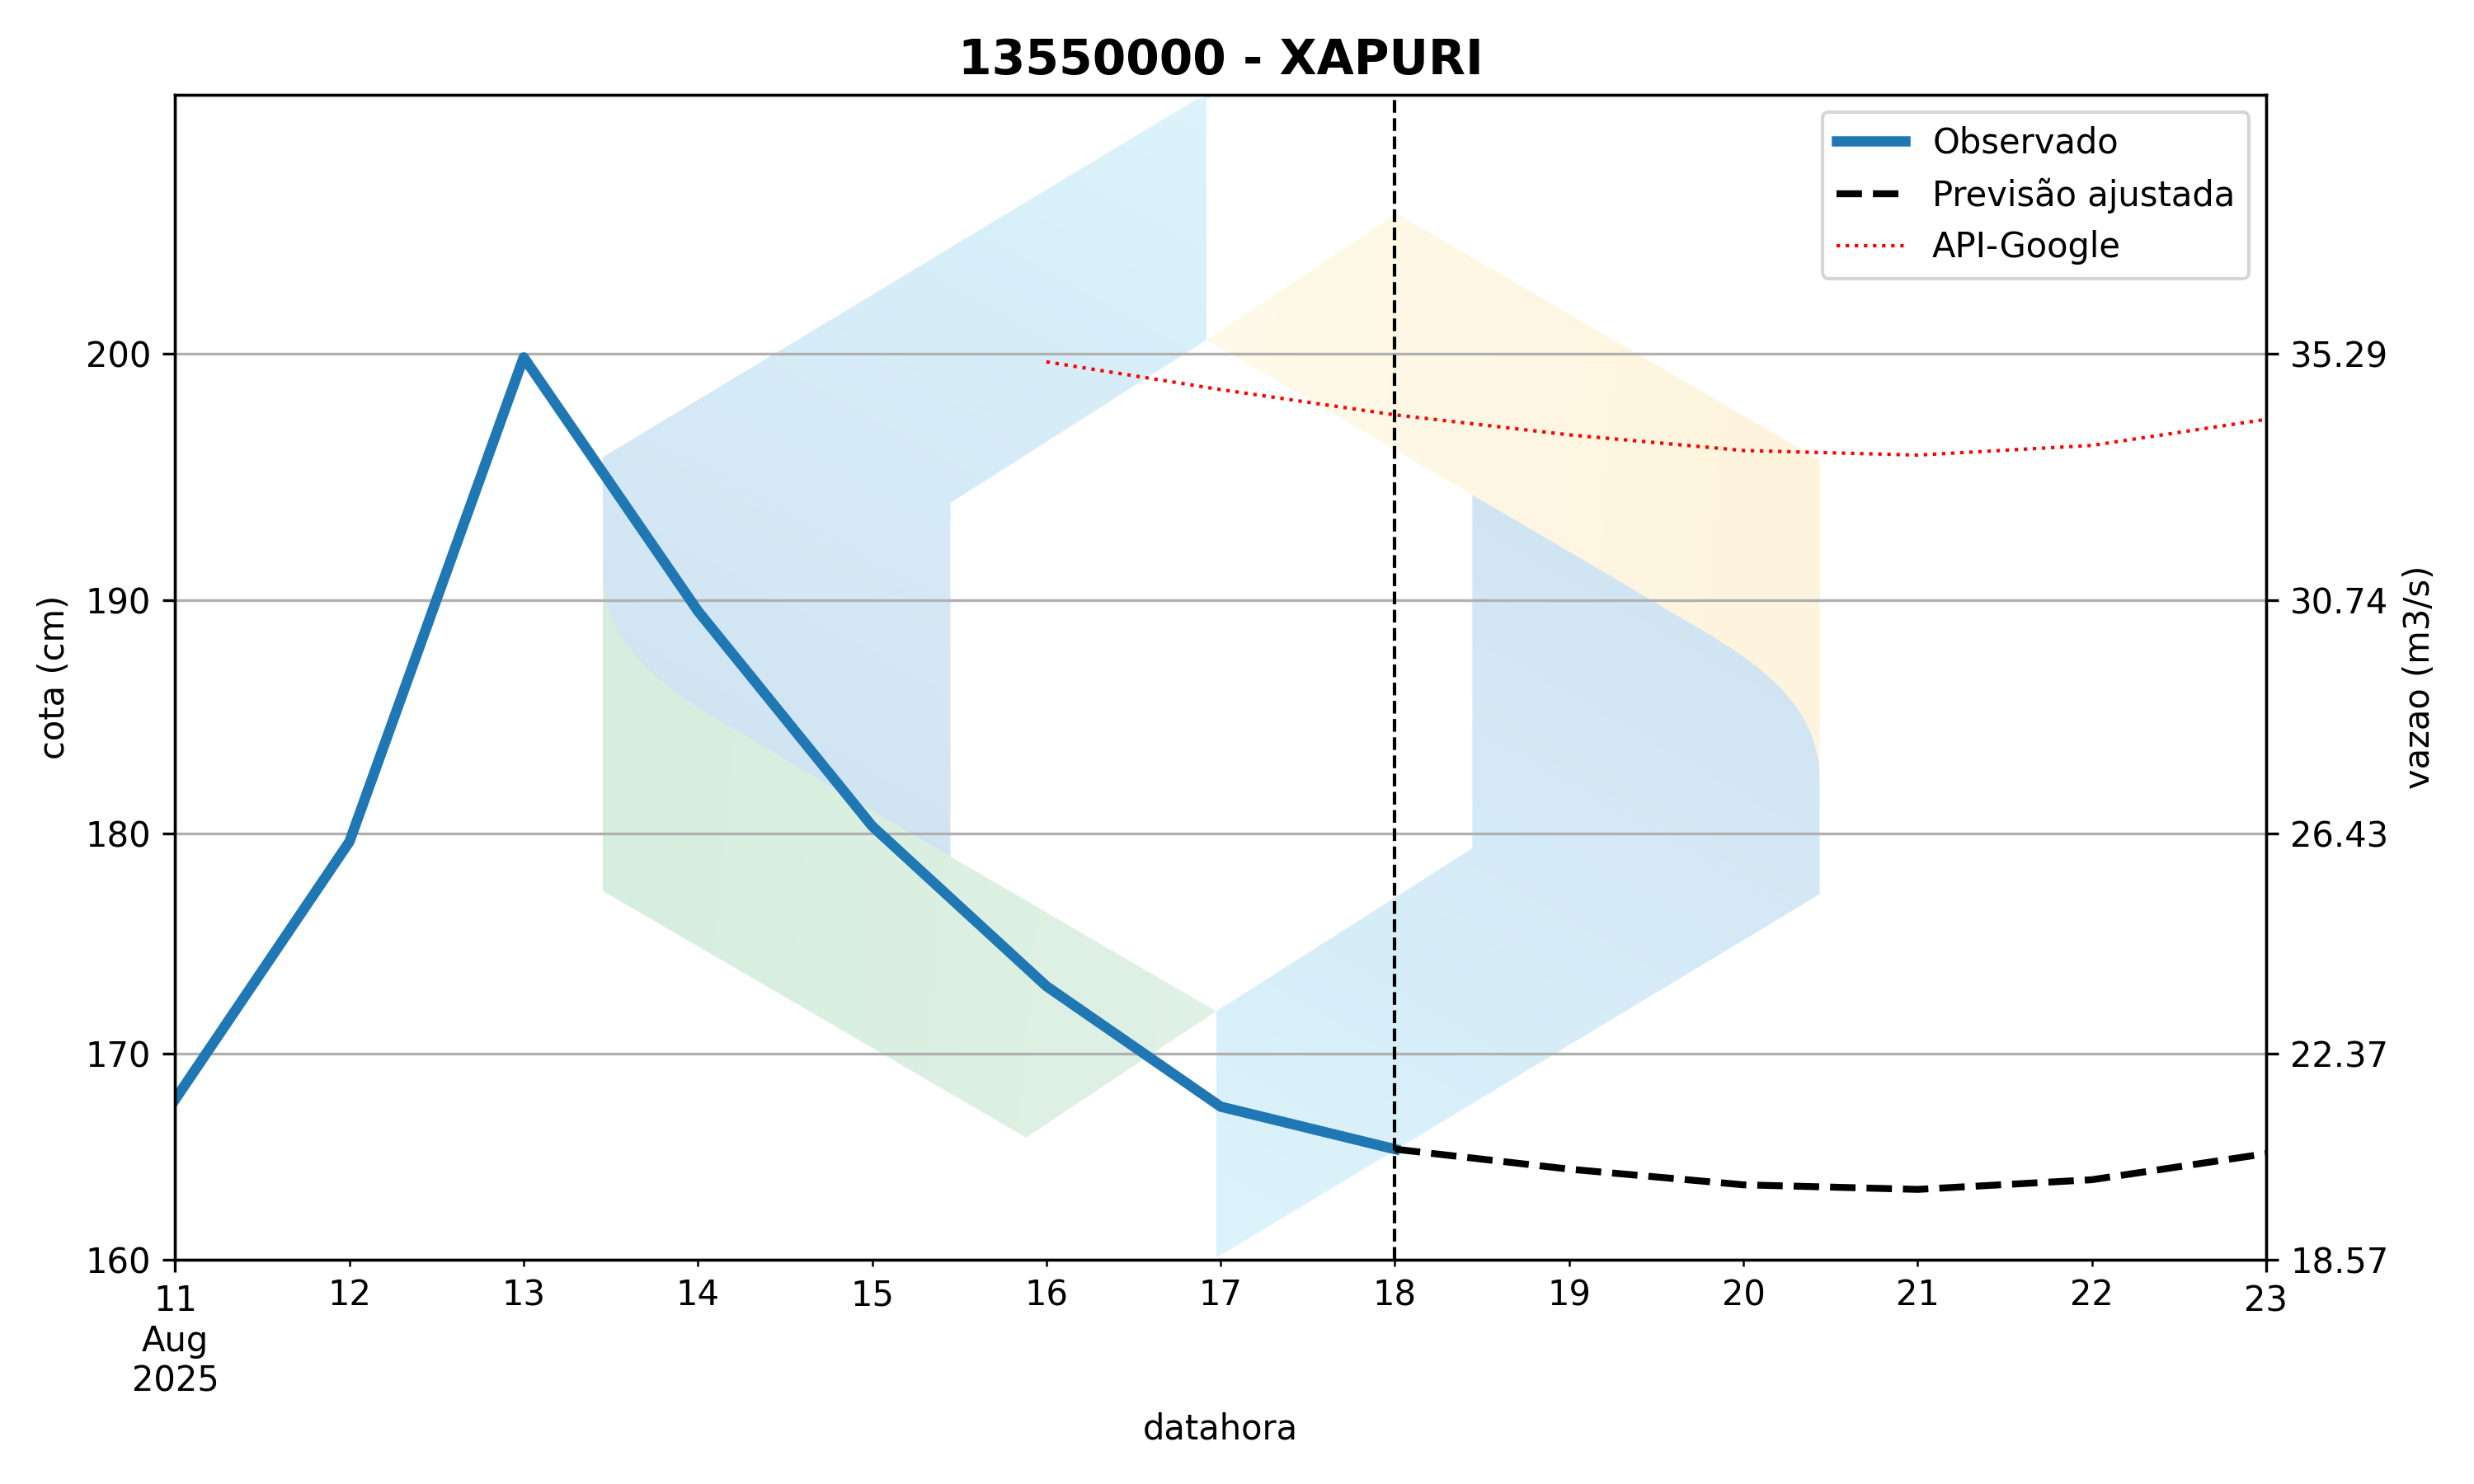 13550000 - XAPURI
Observado
Previsão ajustada
API-Google
cota (cm)
200
190
180
170
160
35.29
30.74
26.43
22.37
18.57
vazao (m3/s)
11 12 13 14 15 16 17 18 19 20 21 22 23
Aug
2025
datahora